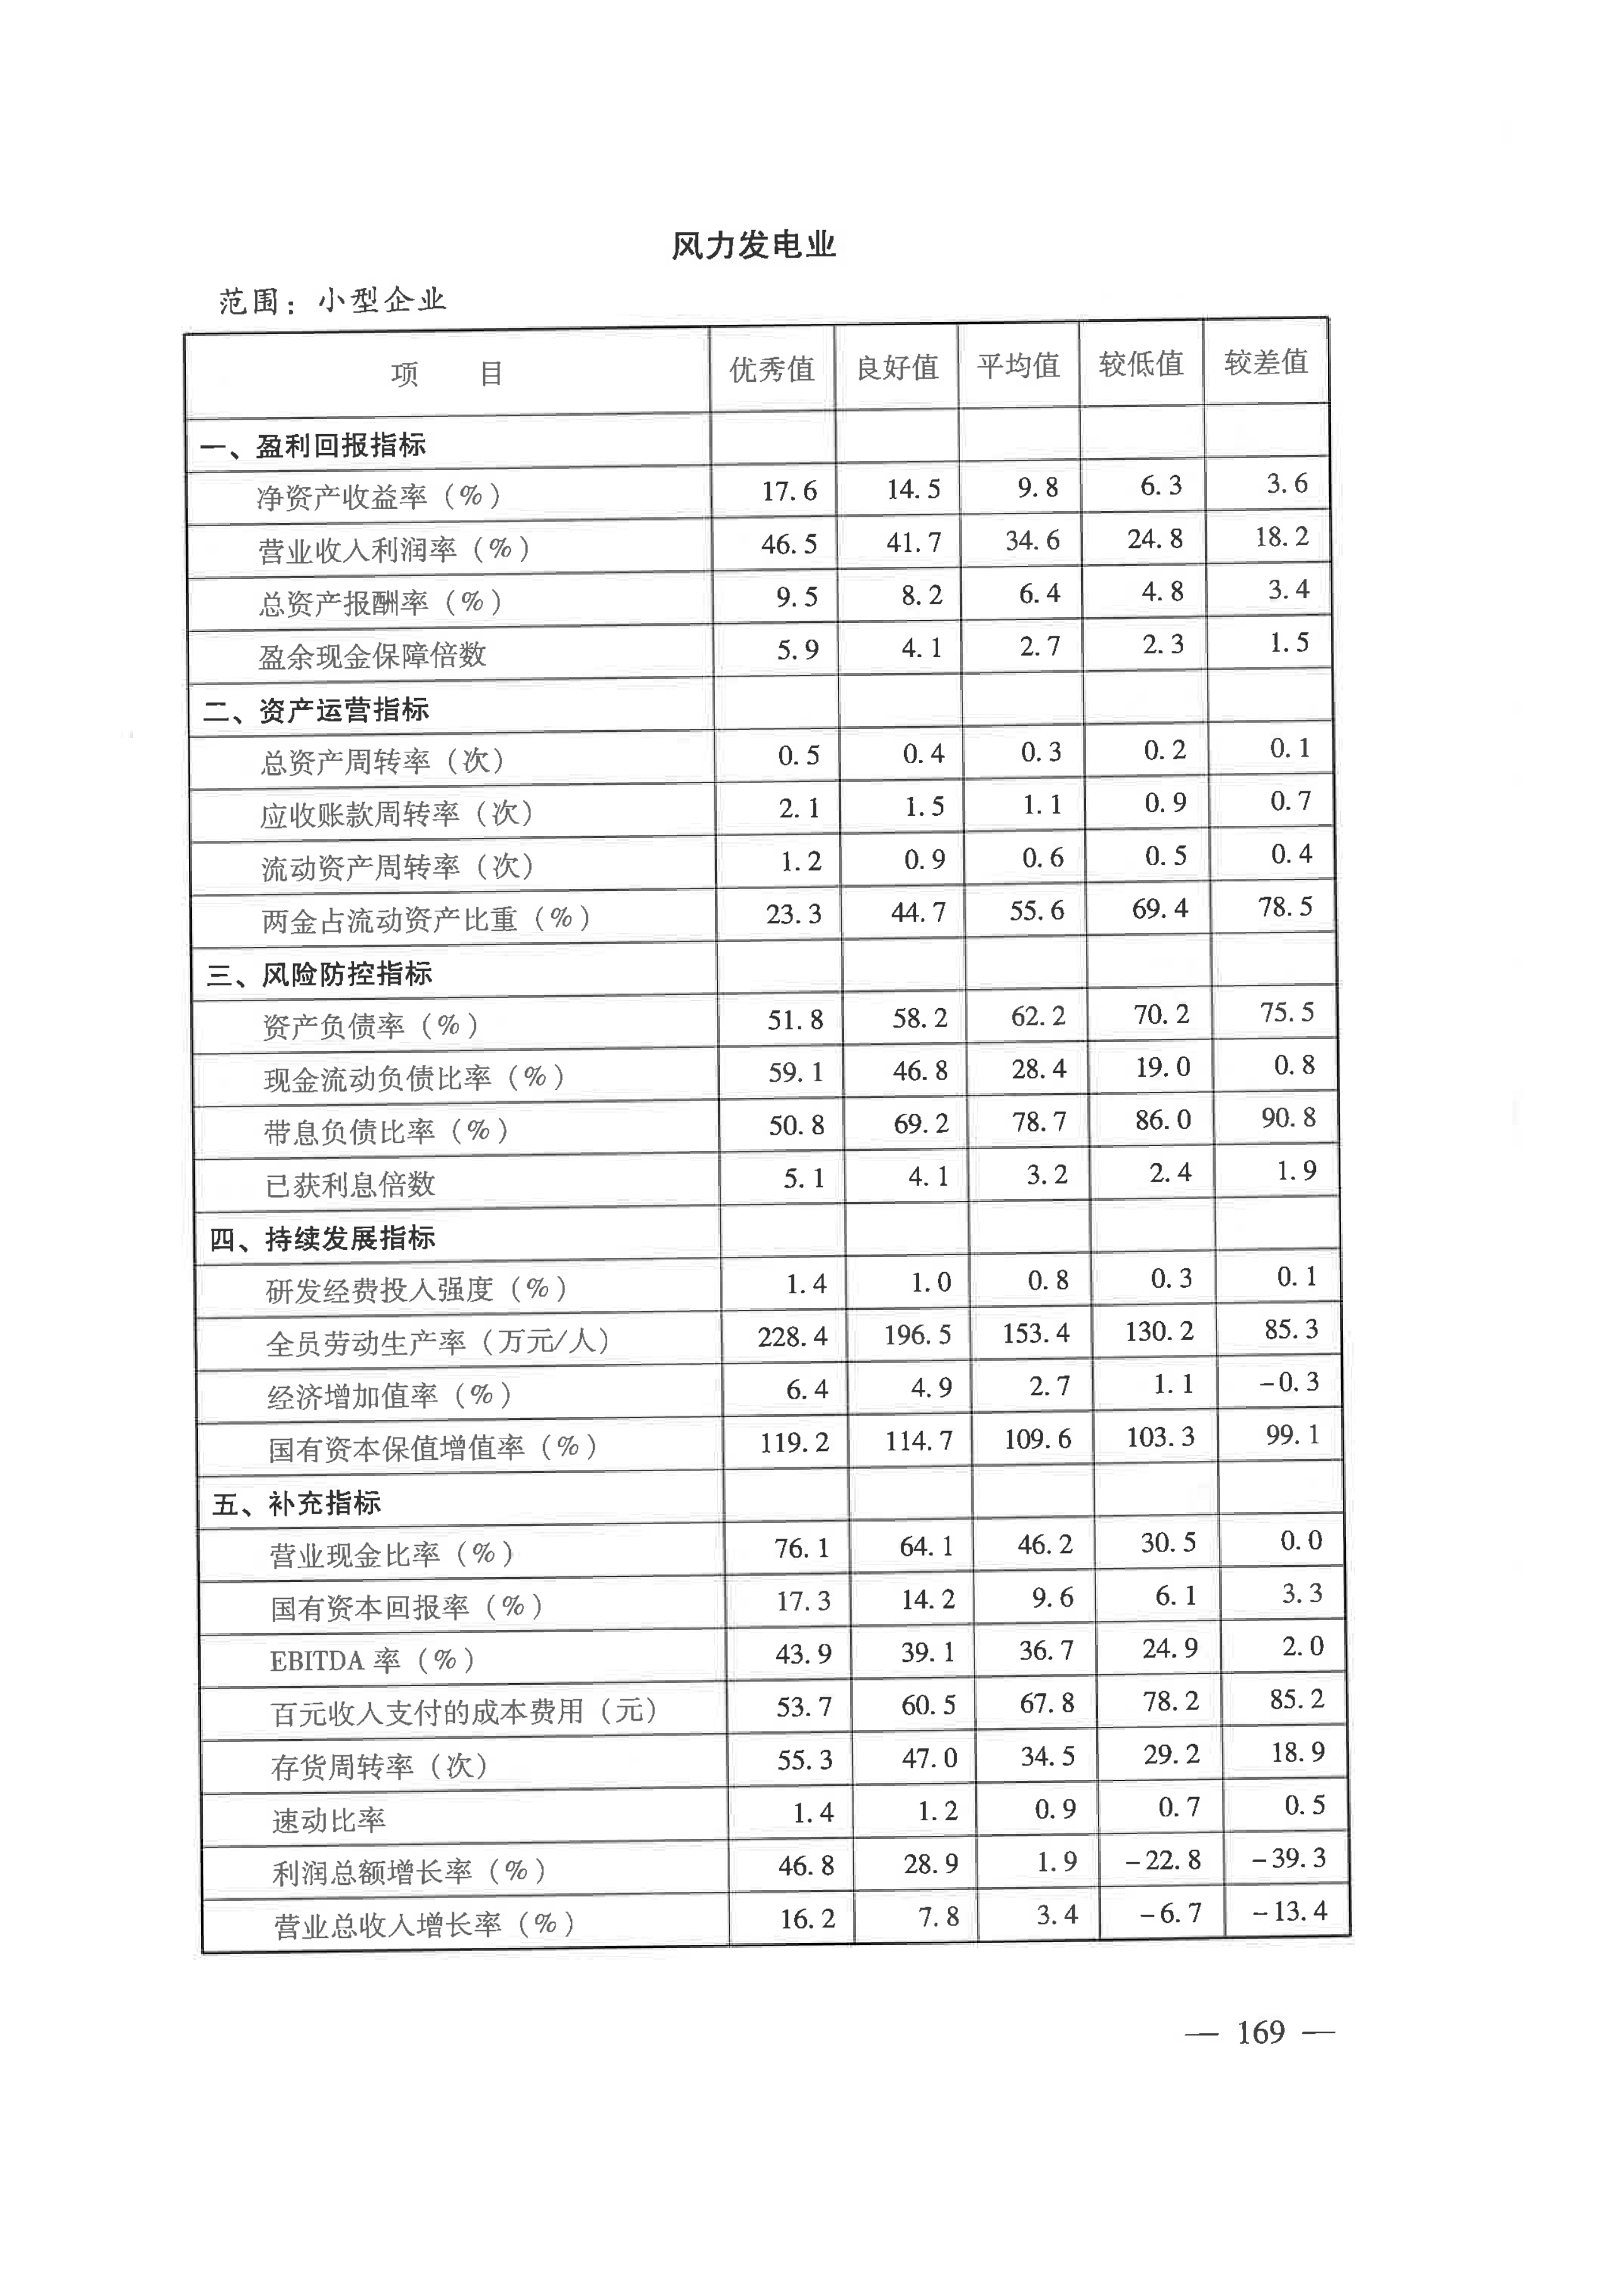 风力发电业
范围：小型企业
项 目 优秀值 良好值 平均值 较低值 较差值
一、盈利回报指标
净资产收益率（%） 17.6 14.5 9.8 6.3 3.6
营业收入利润率（%） 46.5 41.7 34.6 24.8 18.2
总资产报酬率（%） 9.5 8.2 6.4 4.8 3.4
盈余现金保障倍数 5.9 4.1 2.7 2.3 1.5
二、资产运营指标
总资产周转率（次） 0.5 0.4 0.3 0.2 0.1
应收账款周转率（次） 2.1 1.5 1.1 0.9 0.7
流动资产周转率（次） 1.2 0.9 0.6 0.5 0.4
两金占流动资产比重（%） 23.3 44.7 55.6 69.4 78.5
三、风险防控指标
资产负债率（%） 51.8 58.2 62.2 70.2 75.5
现金流动负债比率（%） 59.1 46.8 28.4 19.0 0.8
带息负债比率（%） 50.8 69.2 78.7 86.0 90.8
已获利息倍数 5.1 4.1 3.2 2.4 1.9
四、持续发展指标
研发经费投入强度（%） 1.4 1.0 0.8 0.3 0.1
全员劳动生产率（万元/人） 228.4 196.5 153.4 130.2 85.3
经济增加值率（%） 6.4 4.9 2.7 1.1 -0.3
国有资本保值增值率（%） 119.2 114.7 109.6 103.3 99.1
五、补充指标
营业现金比率（%） 76.1 64.1 46.2 30.5 0.0
国有资本回报率（%） 17.3 14.2 9.6 6.1 3.3
EBITDA 率（%） 43.9 39.1 36.7 24.9 2.0
百元收入支付的成本费用（元） 53.7 60.5 67.8 78.2 85.2
存货周转率（次） 55.3 47.0 34.5 29.2 18.9
速动比率 1.4 1.2 0.9 0.7 0.5
利润总额增长率（%） 46.8 28.9 1.9 -22.8 -39.3
营业总收入增长率（%） 16.2 7.8 3.4 -6.7 -13.4
— 169 —